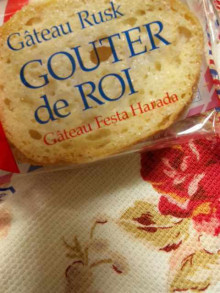 Gâteau Rusk
GOUTER
de ROI
Gâteau Festa Harada